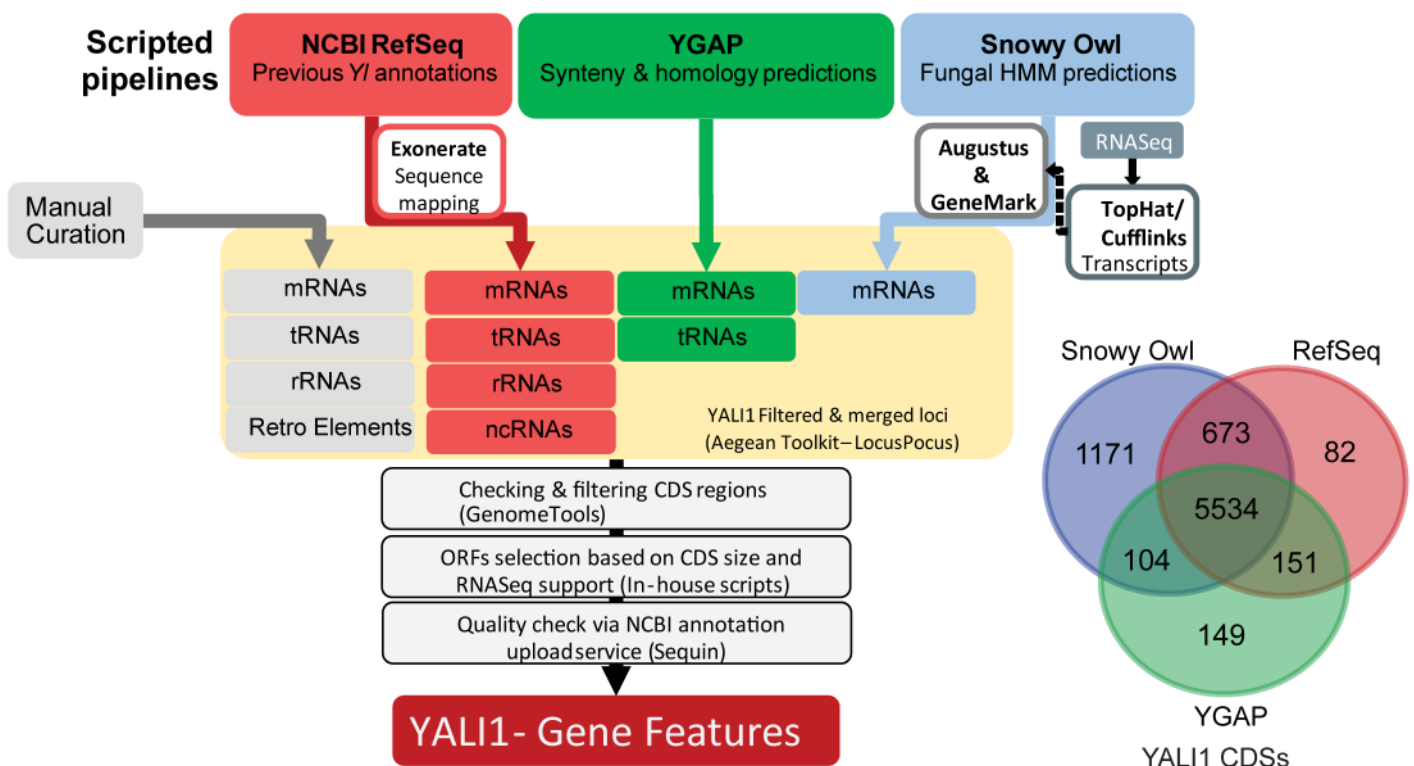 Scripted
pipelines
NCBI RefSeq
Previous Yl annotations
YGAP
Synteny & homology predictions
Snowy Owl
Fungal HMM predictions
Exonerate
Sequence
mapping
Augustus
&
GeneMark
RNASeq
TopHat/
Cufflinks
Transcripts
Manual
Curation
mRNAs
tRNAs
rRNAs
Retro Elements
mRNAs
tRNAs
rRNAs
ncRNAs
mRNAs
tRNAs
mRNAs
YALI1 Filtered & merged loci
(Aegean Toolkit–LocusPocus)
Checking & filtering CDS regions
(GenomeTools)
ORFs selection based on CDS size and
RNASeq support (In-house scripts)
Quality check via NCBI annotation
upload service (Sequin)
YALI1- Gene Features
Snowy Owl
RefSeq
1171
673
82
5534
104
151
149
YGAP
YALI1 CDSs